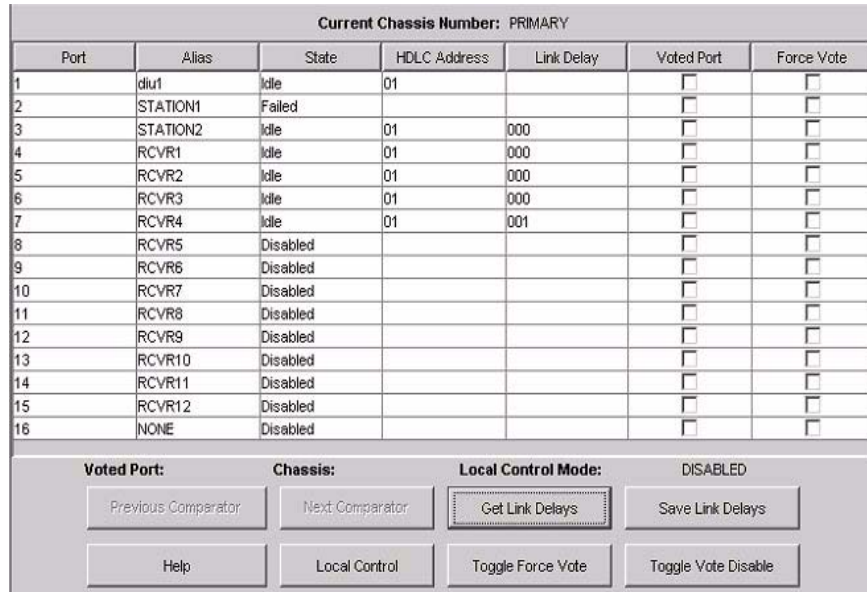 Current Chassis Number: PRIMARY
Port Alias State HDLC Address Link Delay Voted Port Force Vote
1 diu1 Idle 01
2 STATION1 Failed
3 STATION2 Idle 01 000
4 RCVR1 Idle 01 000
5 RCVR2 Idle 01 000
6 RCVR3 Idle 01 000
7 RCVR4 Idle 01 001
8 RCVR5 Disabled
9 RCVR6 Disabled
10 RCVR7 Disabled
11 RCVR8 Disabled
12 RCVR9 Disabled
13 RCVR10 Disabled
14 RCVR11 Disabled
15 RCVR12 Disabled
16 NONE Disabled
Voted Port: Chassis: Local Control Mode: DISABLED
Previous Comparator Next Comparator Get Link Delays Save Link Delays
Help Local Control Toggle Force Vote Toggle Vote Disable